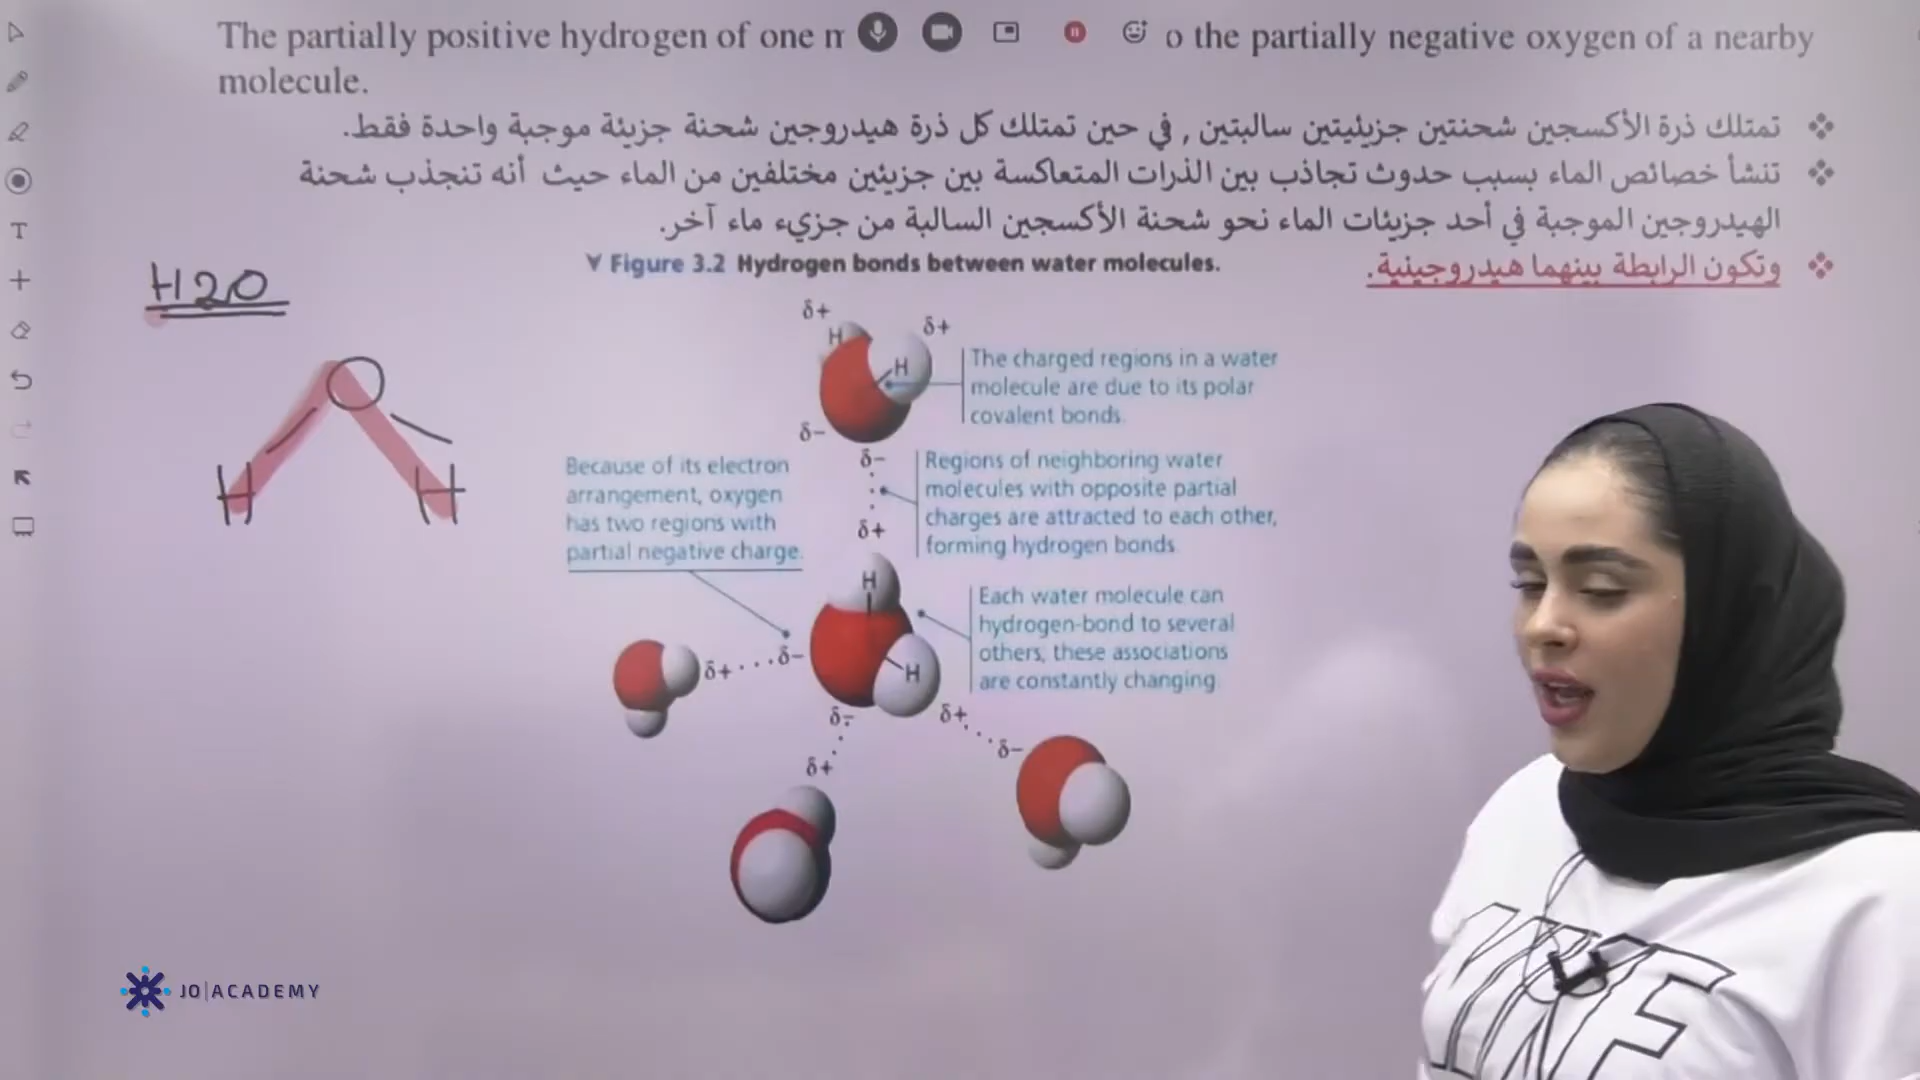 The partially positive hydrogen of one
o the partially negative oxygen of a nearby
molecule.
❖ تمتلك ذرة الأكسجين شحنتين جزيئيتين سالبتين , في حين تمتلك كل ذرة هيدروجين شحنة جزيئة موجبة واحدة فقط.
❖ تنشأ خصائص الماء بسبب حدوث تجاذب بين الذرات المتعاكسة بين جزيئين مختلفين من الماء حيث أنه تنجذب شحنة
الهيدروجين الموجبة في أحد جزيئات الماء نحو شحنة الأكسجين السالبة من جزيء ماء آخر.
❖ وتكون الرابطة بينهما هيدروجينية.
H2O
O
H
H
▼ Figure 3.2 Hydrogen bonds between water molecules.
δ+
δ+
H
H
The charged regions in a water
molecule are due to its polar
covalent bonds.
δ−
δ−
Regions of neighboring water
molecules with opposite partial
charges are attracted to each other,
forming hydrogen bonds.
δ+
Because of its electron
arrangement, oxygen
has two regions with
partial negative charge.
H
H
Each water molecule can
hydrogen-bond to several
others; these associations
are constantly changing.
δ+
δ−
δ−
δ+
δ+
δ−
JO|ACADEMY